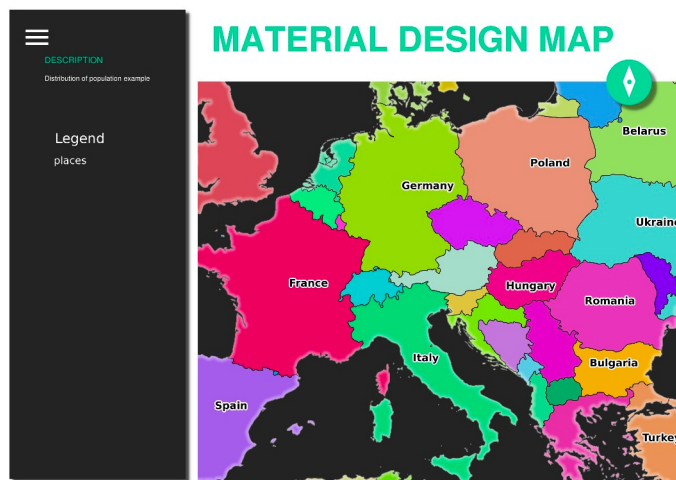 MATERIAL DESIGN MAP
DESCRIPTION
Distribution of population example
Legend
places
Belarus
Poland
Germany
Ukraine
France
Hungary
Romania
Italy
Bulgaria
Spain
Turkey